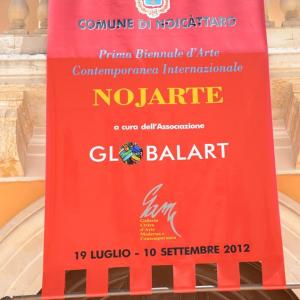 COMUNE DI NOICÀTTARO
Prima Biennale d'Arte
Contemporanea Internazionale
NOJARTE
a cura dell'Associazione
GLOBALART
Galleria
Civica
d'Arte
Moderna e
Contemporanea
19 LUGLIO - 10 SETTEMBRE 2012